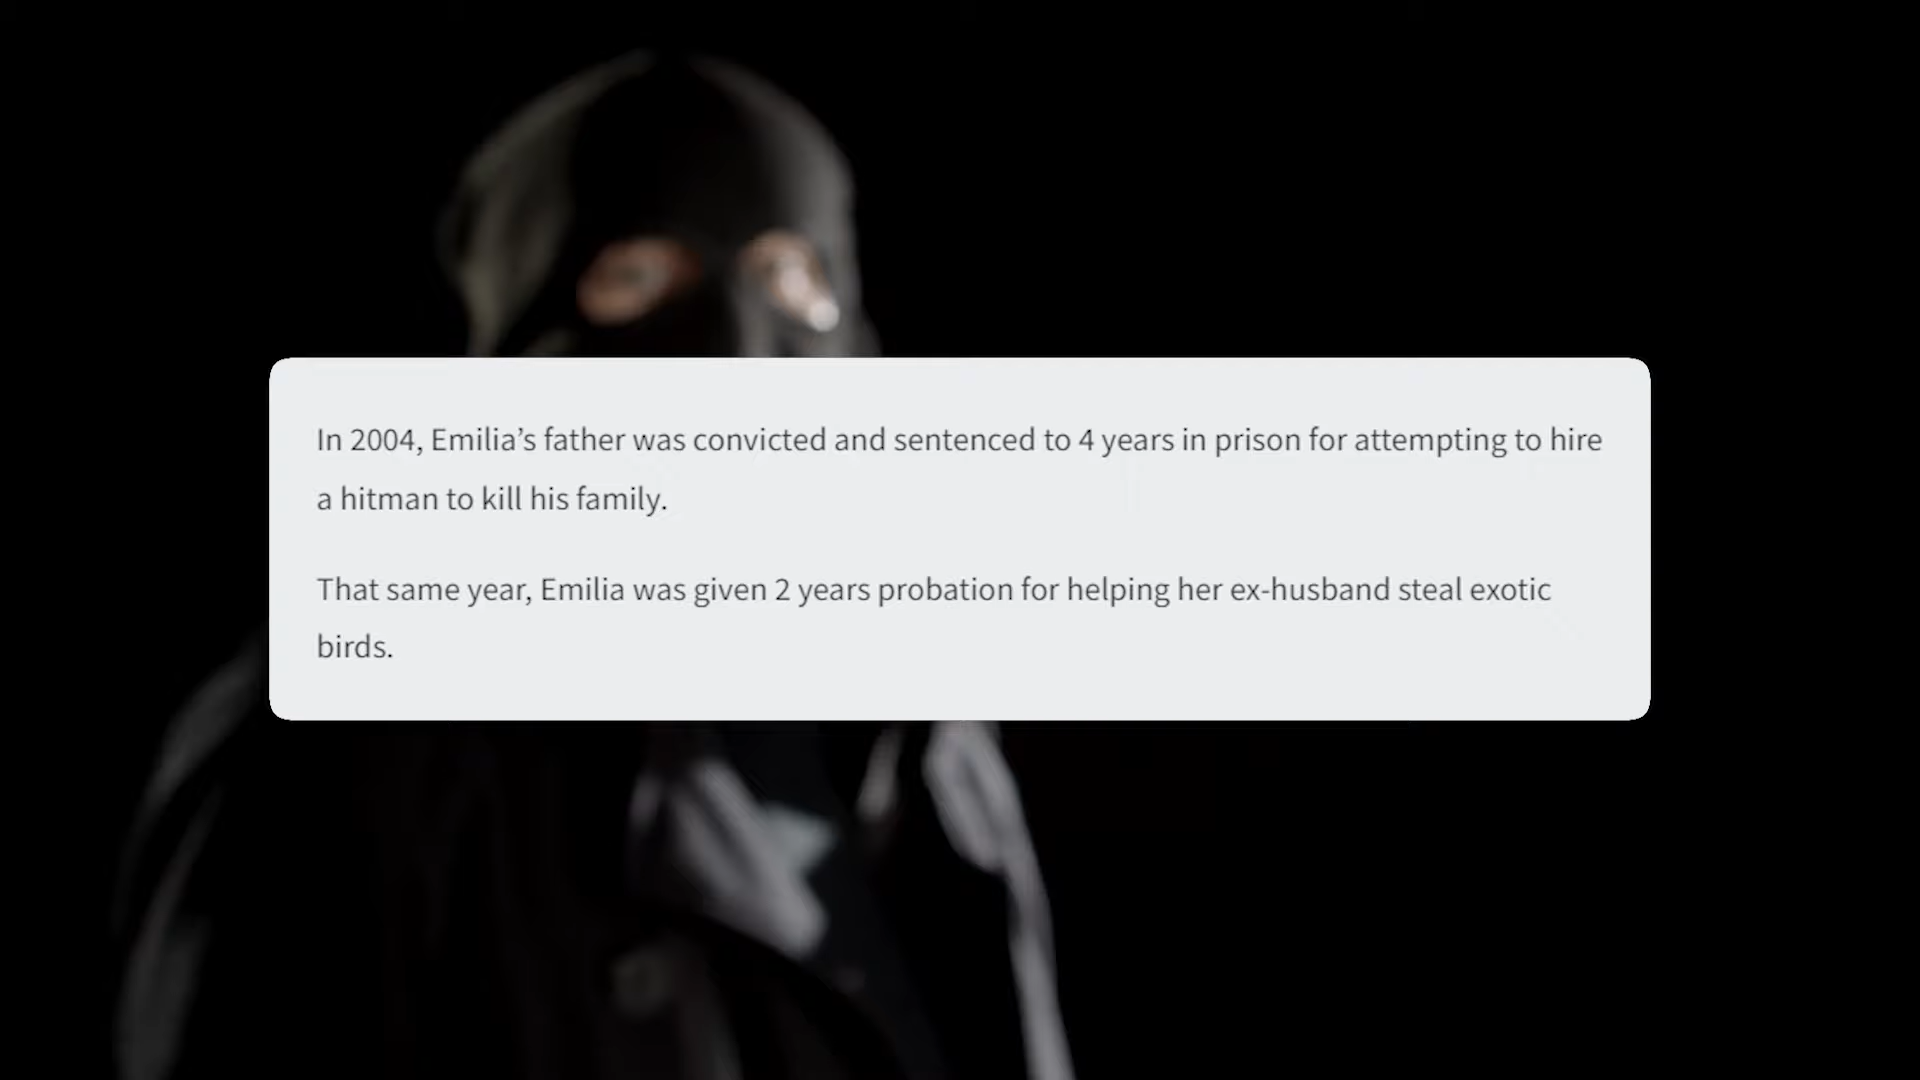 In 2004, Emilia’s father was convicted and sentenced to 4 years in prison for attempting to hire
a hitman to kill his family.
That same year, Emilia was given 2 years probation for helping her ex-husband steal exotic
birds.